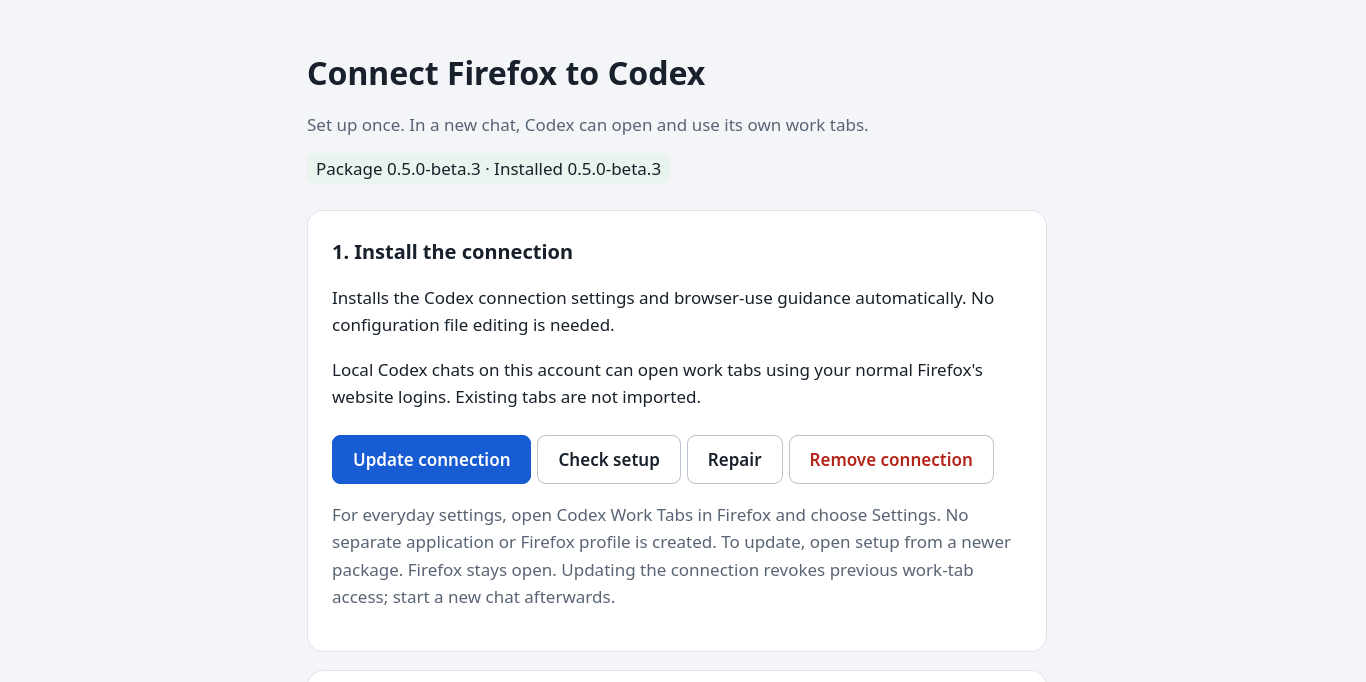 Connect Firefox to Codex
Set up once. In a new chat, Codex can open and use its own work tabs.
Package 0.5.0-beta.3 · Installed 0.5.0-beta.3
1. Install the connection
Installs the Codex connection settings and browser-use guidance automatically. No
configuration file editing is needed.
Local Codex chats on this account can open work tabs using your normal Firefox's
website logins. Existing tabs are not imported.
Update connection Check setup Repair Remove connection
For everyday settings, open Codex Work Tabs in Firefox and choose Settings. No
separate application or Firefox profile is created. To update, open setup from a newer
package. Firefox stays open. Updating the connection revokes previous work-tab
access; start a new chat afterwards.